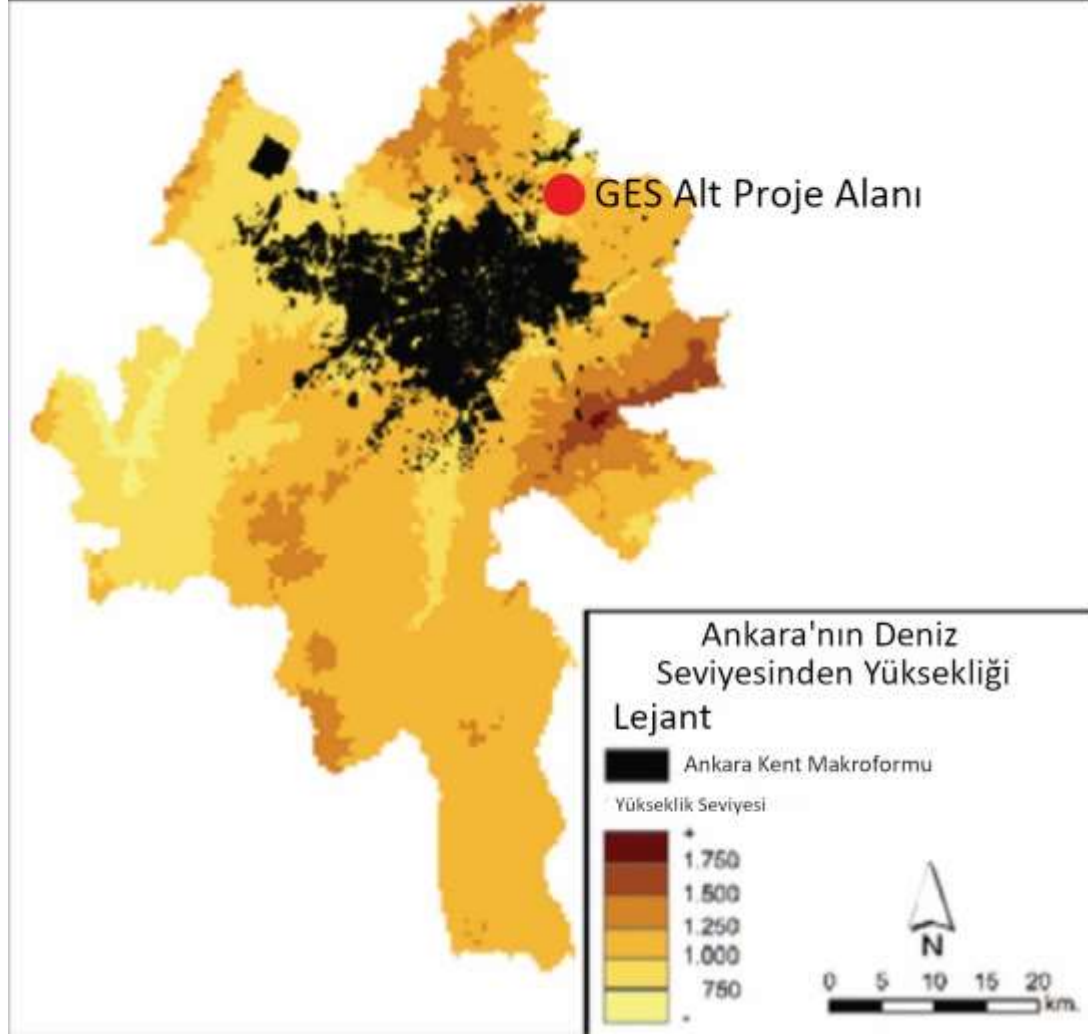 GES Alt Proje Alanı
Ankara'nın Deniz
Seviyesinden Yüksekliği
Lejant
Ankara Kent Makroformu
Yükseklik Seviyesi
+
1.750
1.500
1.250
1.000
750
-
N
0 5 10 15 20
km.